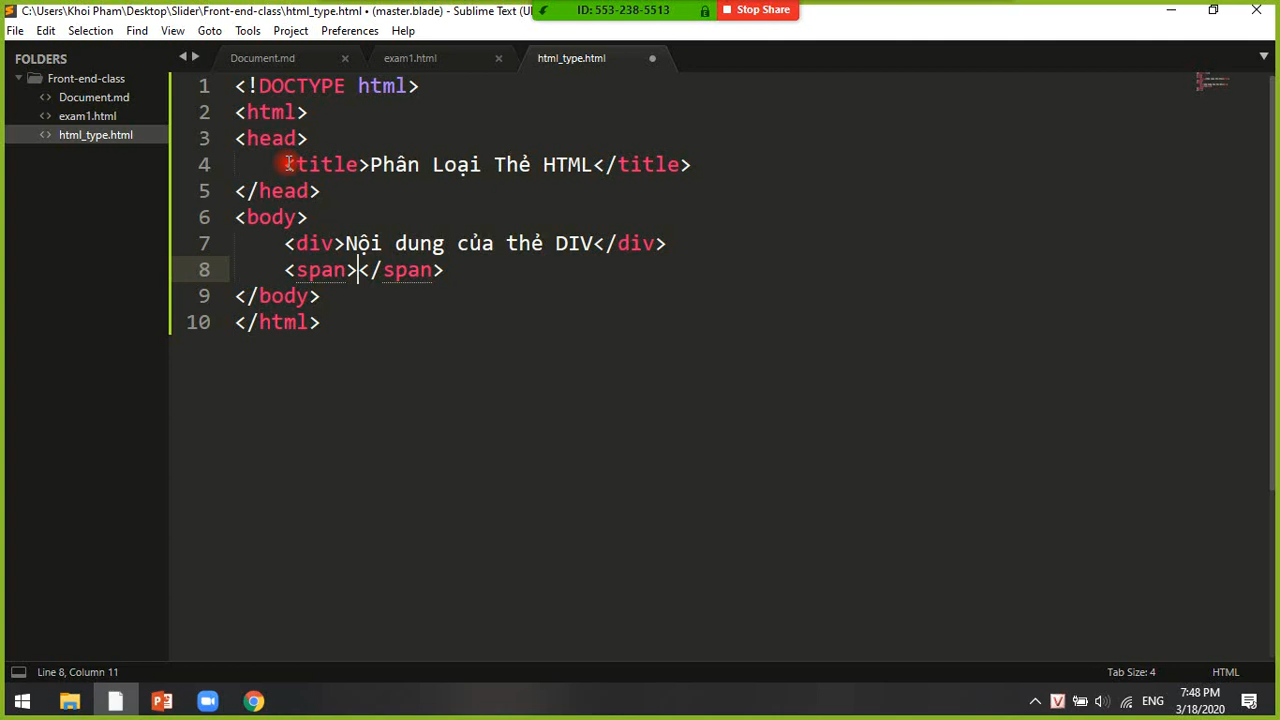 C:\Users\Khoi Pham\Desktop\Slider\Front-end-class\html_type.html • (master.blade) - Sublime Text (U
ID: 553-238-5513
Stop Share
File Edit Selection Find View Goto Tools Project Preferences Help
FOLDERS
Front-end-class
Document.md
exam1.html
html_type.html
Document.md
exam1.html
html_type.html
1 <!DOCTYPE html>
2 <html>
3 <head>
4 <title>Phân Loại Thẻ HTML</title>
5 </head>
6 <body>
7 <div>Nội dung của thẻ DIV</div>
8 <span></span>
9 </body>
10 </html>
Line 8, Column 11
Tab Size: 4
HTML
ENG
7:48 PM
3/18/2020